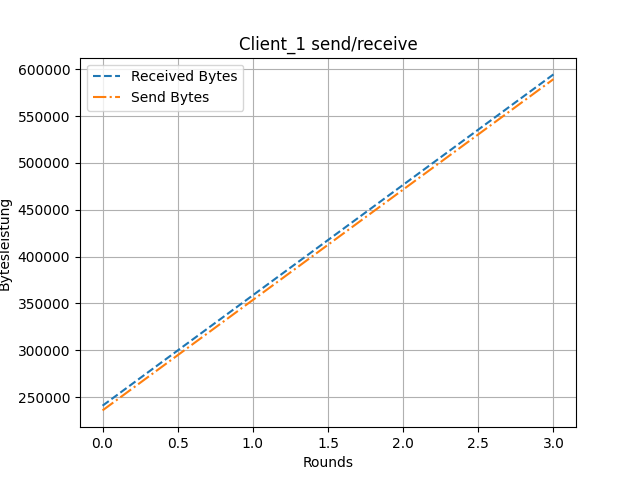 Client_1 send/receive
Received Bytes
Send Bytes
600000
550000
500000
450000
400000
350000
300000
250000
Bytesleistung
0.0 0.5 1.0 1.5 2.0 2.5 3.0
Rounds